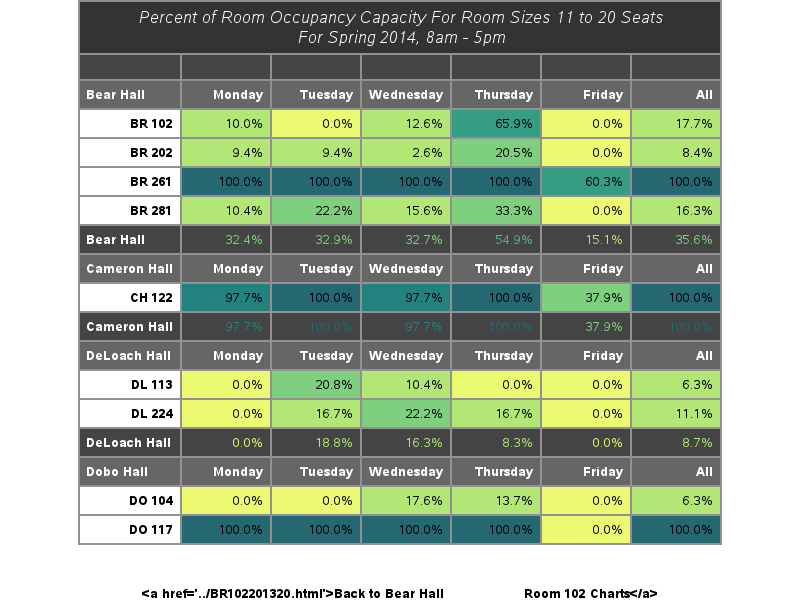 Percent of Room Occupancy Capacity For Room Sizes 11 to 20 Seats
For Spring 2014, 8am - 5pm
Bear Hall Monday Tuesday Wednesday Thursday Friday All
BR 102 10.0% 0.0% 12.6% 65.9% 0.0% 17.7%
BR 202 9.4% 9.4% 2.6% 20.5% 0.0% 8.4%
BR 261 100.0% 100.0% 100.0% 100.0% 60.3% 100.0%
BR 281 10.4% 22.2% 15.6% 33.3% 0.0% 16.3%
Bear Hall 32.4% 32.9% 32.7% 54.9% 15.1% 35.6%
Cameron Hall Monday Tuesday Wednesday Thursday Friday All
CH 122 97.7% 100.0% 97.7% 100.0% 37.9% 100.0%
Cameron Hall 97.7% 100.0% 97.7% 100.0% 37.9% 100.0%
DeLoach Hall Monday Tuesday Wednesday Thursday Friday All
DL 113 0.0% 20.8% 10.4% 0.0% 0.0% 6.3%
DL 224 0.0% 16.7% 22.2% 16.7% 0.0% 11.1%
DeLoach Hall 0.0% 18.8% 16.3% 8.3% 0.0% 8.7%
Dobo Hall Monday Tuesday Wednesday Thursday Friday All
DO 104 0.0% 0.0% 17.6% 13.7% 0.0% 6.3%
DO 117 100.0% 100.0% 100.0% 100.0% 0.0% 100.0%
<a href='../BR102201320.html'>Back to Bear Hall Room 102 Charts</a>